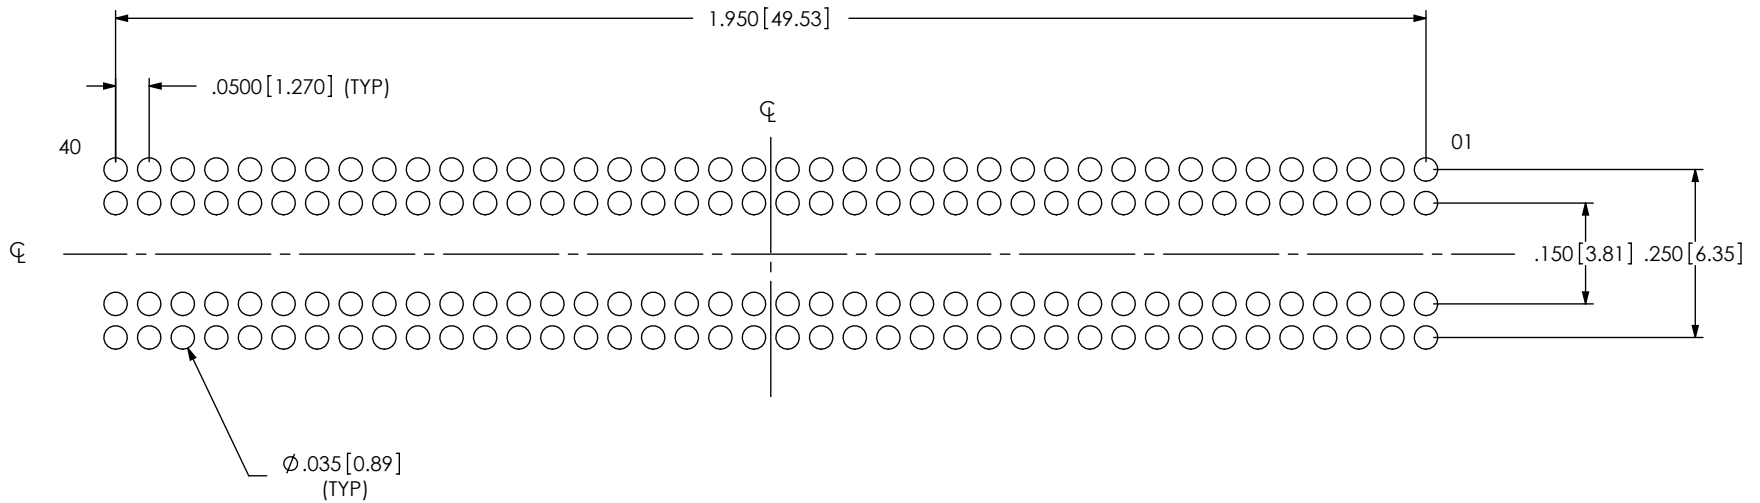 1.950[49.53]
.0500[1.270] (TYP)
℄
40
01
℄
.150[3.81] .250[6.35]
Ø.035[0.89]
(TYP)